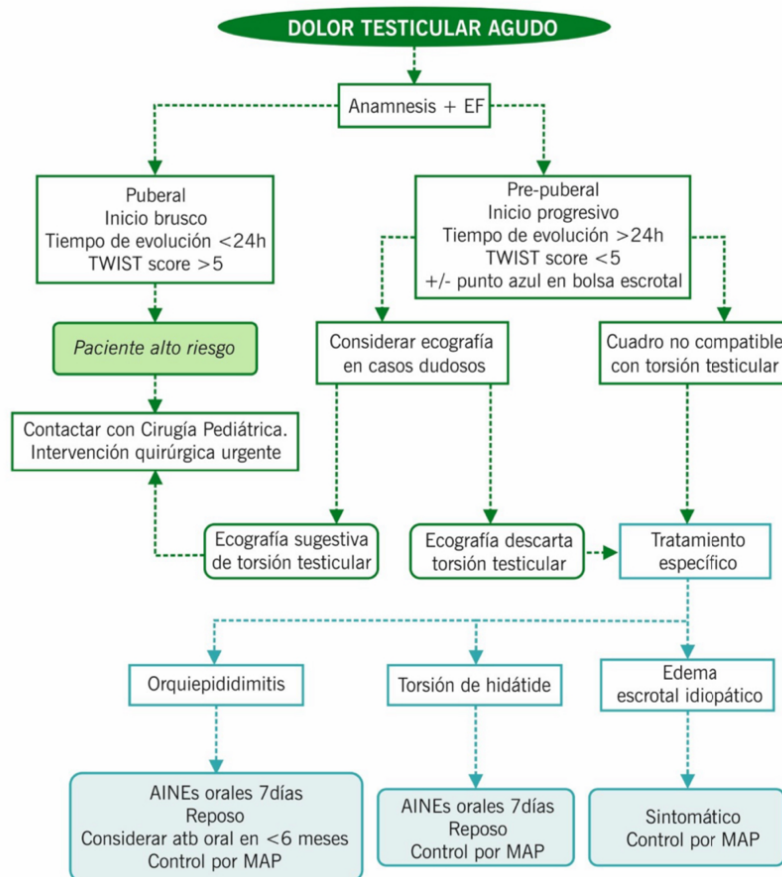 DOLOR TESTICULAR AGUDO
Anamnesis + EF
Puberal
Inicio brusco
Tiempo de evolución <24h
TWIST score >5
Pre-puberal
Inicio progresivo
Tiempo de evolución >24h
TWIST score <5
+/- punto azul en bolsa escrotal
Paciente alto riesgo
Considerar ecografía
en casos dudosos
Cuadro no compatible
con torsión testicular
Contactar con Cirugía Pediátrica.
Intervención quirúrgica urgente
Ecografía sugestiva
de torsión testicular
Ecografía descarta
torsión testicular
Tratamiento
específico
Orquiepididimitis
Torsión de hidátide
Edema
escrotal idiopático
AINEs orales 7días
Reposo
Considerar atb oral en <6 meses
Control por MAP
AINEs orales 7días
Reposo
Control por MAP
Sintomático
Control por MAP